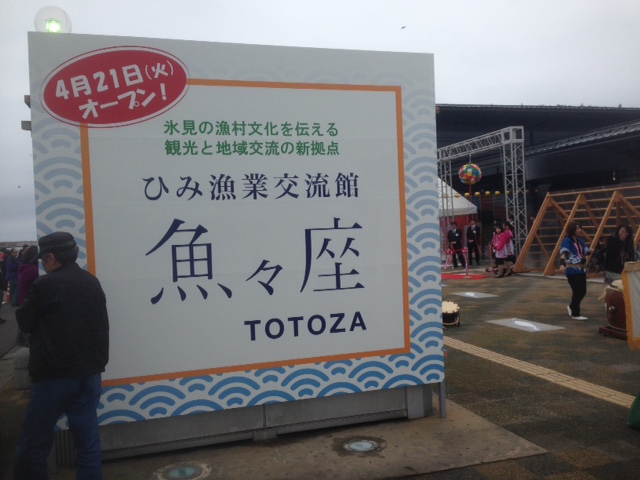 4月21日(火)
オープン!
氷見の漁村文化を伝える
観光と地域交流の新拠点
ひみ漁業交流館
魚々座
TOTOZA